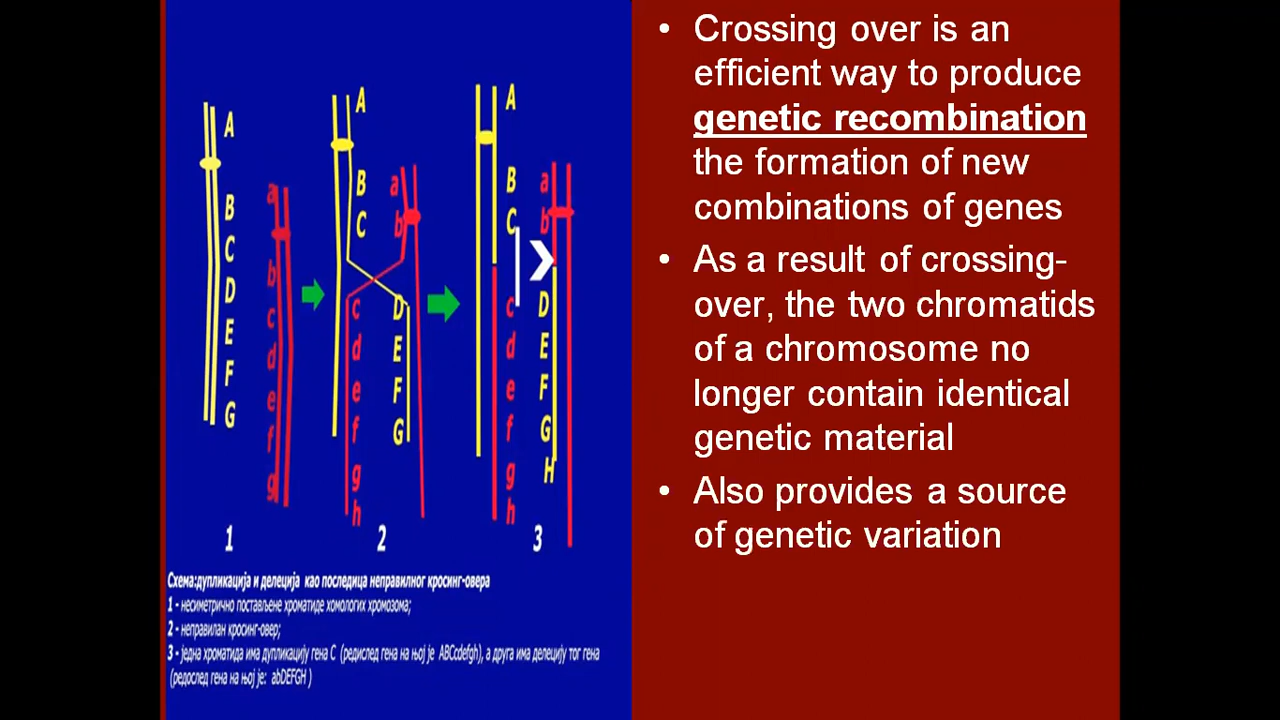 A
B
C
D
E
F
G
a
b
c
d
e
f
g
1
A
B
C
a
b
c
d
e
f
g
h
D
E
F
G
2
A
B
C
c
d
e
f
g
h
a
b
D
E
F
G
H
3
Схема:дупликација и делеција као последица неправилног кросинг-овера
1 - несиметрично постављене хроматиде хомологих хромозома;
2 - неправилан кросинг-овер;
3 - једна хроматида има дупликацију гена С (редислед гена на њој је ABCcdefgh), а друга има делецију тог гена
(редослед гена на њој је: abDEFGH )
• Crossing over is an
efficient way to produce
genetic recombination
the formation of new
combinations of genes
• As a result of crossing-
over, the two chromatids
of a chromosome no
longer contain identical
genetic material
• Also provides a source
of genetic variation